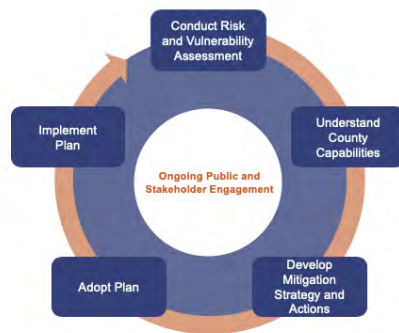 Conduct Risk
and Vulnerability
Assessment
Implement
Plan
Understand
County
Capabilities
Ongoing Public and
Stakeholder Engagement
Adopt Plan
Develop
Mitigation
Strategy and
Actions